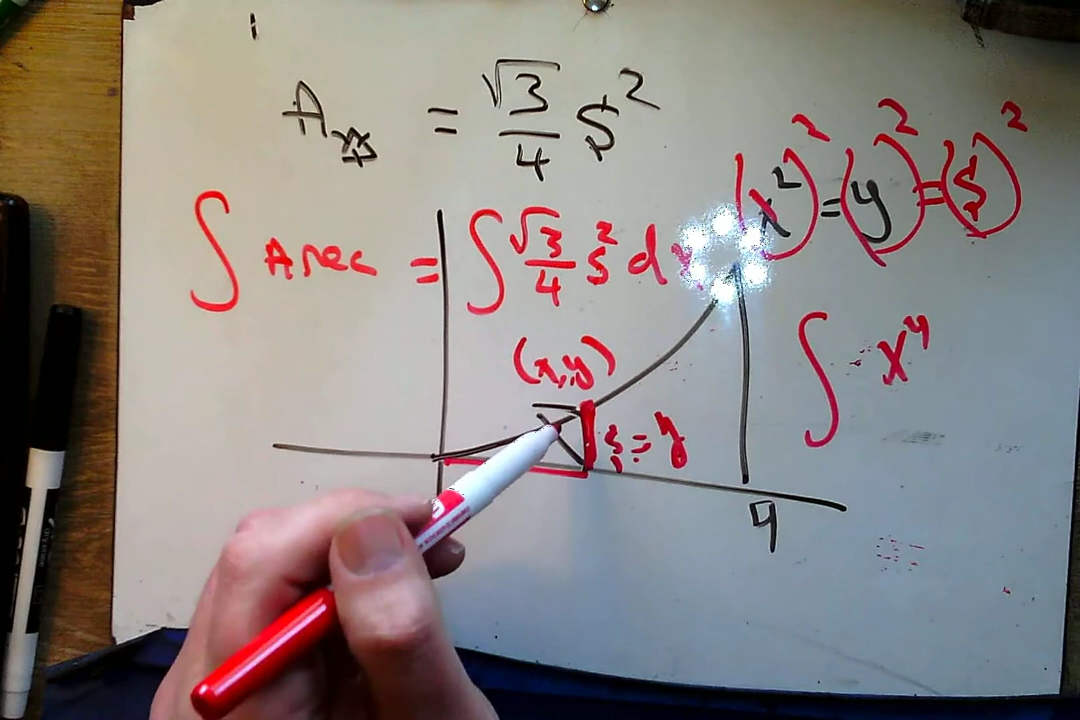 A = √3/4 S²
(x²)² = (y)² = (S)²
∫ Area = ∫ √3/4 s² d
(x,y)
∫ x⁴
s = y
4